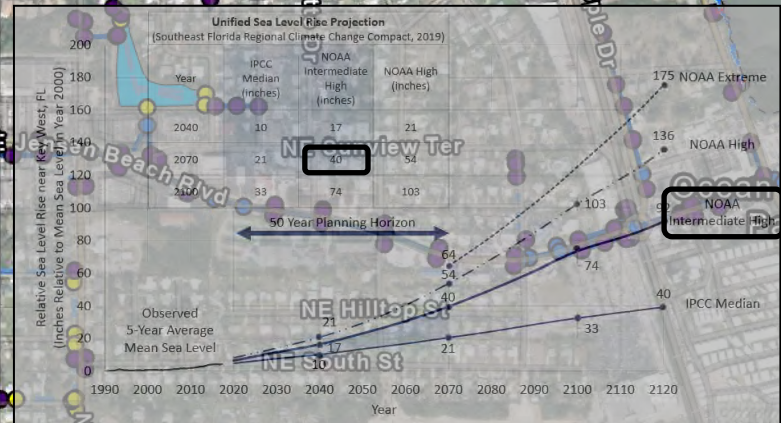 Unified Sea Level Rise Projection
(Southeast Florida Regional Climate Change Compact, 2019)
Year
IPCC
Median
(inches)
NOAA
Intermediate
High
(inches)
NOAA High
(inches)
2040 10 17 21
2070 21 40 54
2100 33 74 103
Relative Sea Level Rise near Key West, FL
(Inches Relative to Mean Sea Level in Year 2000)
200
180
160
140
120
100
80
60
40
20
0
175 NOAA Extreme
136
NOAA High
103
NOAA
Intermediate High
50 Year Planning Horizon
64
54
40
74
40
IPCC Median
33
21
21
17
10
Observed
5-Year Average
Mean Sea Level
1990 2000 2010 2020 2030 2040 2050 2060 2070 2080 2090 2100 2110 2120
Year
NE Sunview Ter
Beach Blvd
NE Hilltop St
NE South St
Dr